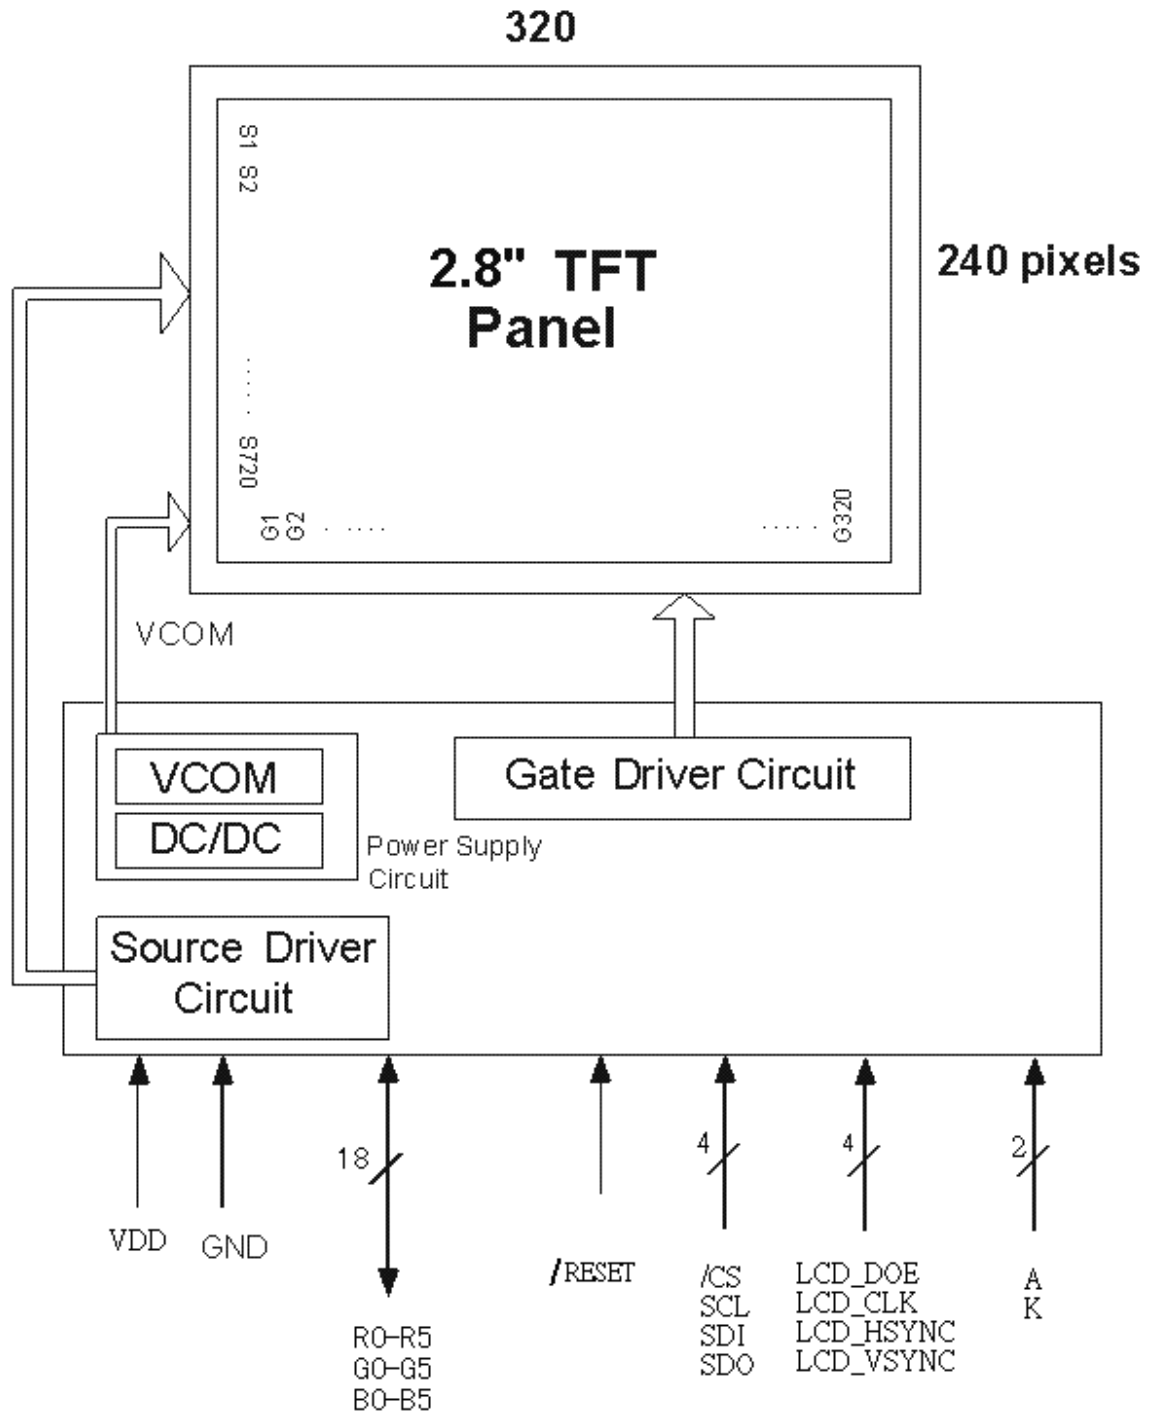 320
S1 S2
2.8" TFT
Panel
240 pixels
......
S720
G1
G2
. ....
.....
G320
VCOM
VCOM
DC/DC
Power Supply
Circuit
Gate Driver Circuit
Source Driver
Circuit
18
4
4
2
VDD
GND
/RESET
/CS
SCL
SDI
SDO
LCD_DOE
LCD_CLK
LCD_HSYNC
LCD_VSYNC
A
K
R0-R5
G0-G5
B0-B5